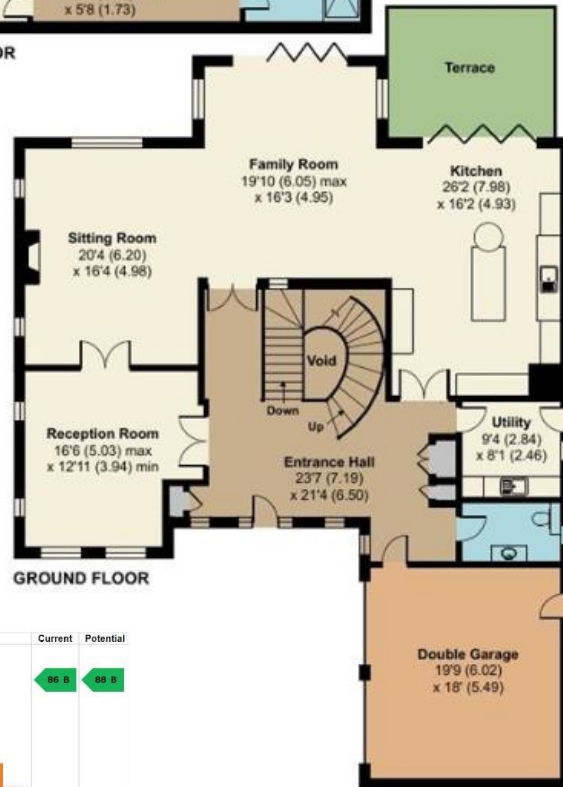 x 5'8 (1.73)
OR
Terrace
Family Room
19'10 (6.05) max
x 16'3 (4.95)
Kitchen
26'2 (7.98)
x 16'2 (4.93)
Sitting Room
20'4 (6.20)
x 16'4 (4.98)
Void
Down
Up
Reception Room
16'6 (5.03) max
x 12'11 (3.94) min
Entrance Hall
23'7 (7.19)
x 21'4 (6.50)
Utility
9'4 (2.84)
x 8'1 (2.46)
GROUND FLOOR
Double Garage
19'9 (6.02)
x 18' (5.49)
Current Potential
86 B 88 B